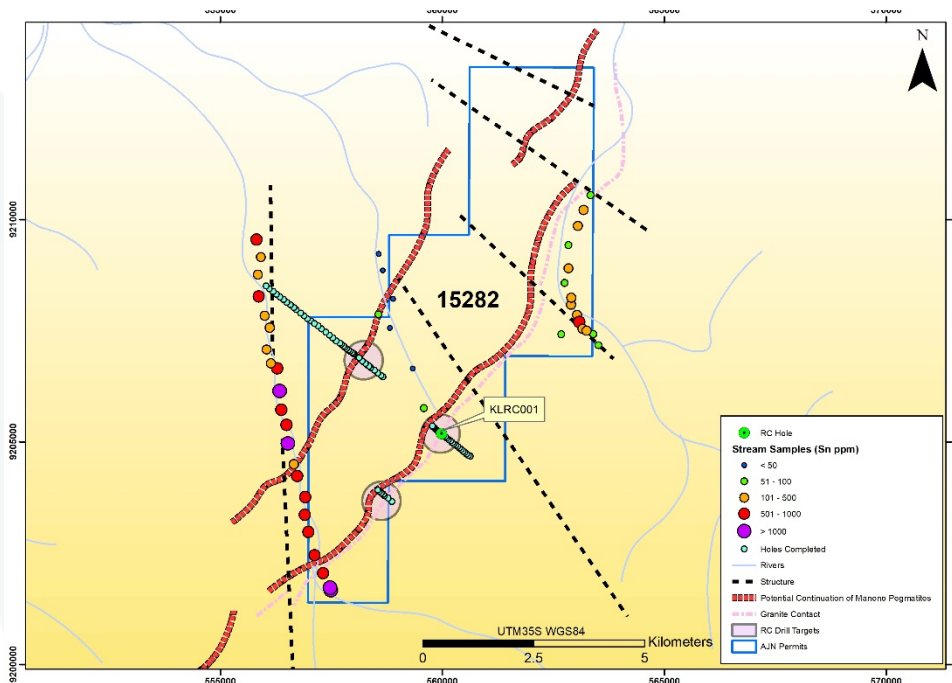 555000
560000
565000
570000
N
9210000
15282
KLRC001
9205000
9200000
RC Hole
Stream Samples (Sn ppm)
< 50
51 - 100
101 - 500
501 - 1000
> 1000
Holes Completed
Rivers
Structure
Potential Continuation of Manono Pegmatites
Granite Contact
RC Drill Targets
AJN Permits
UTM35S WGS84
Kilometers
0
2.5
5
555000
560000
565000
570000